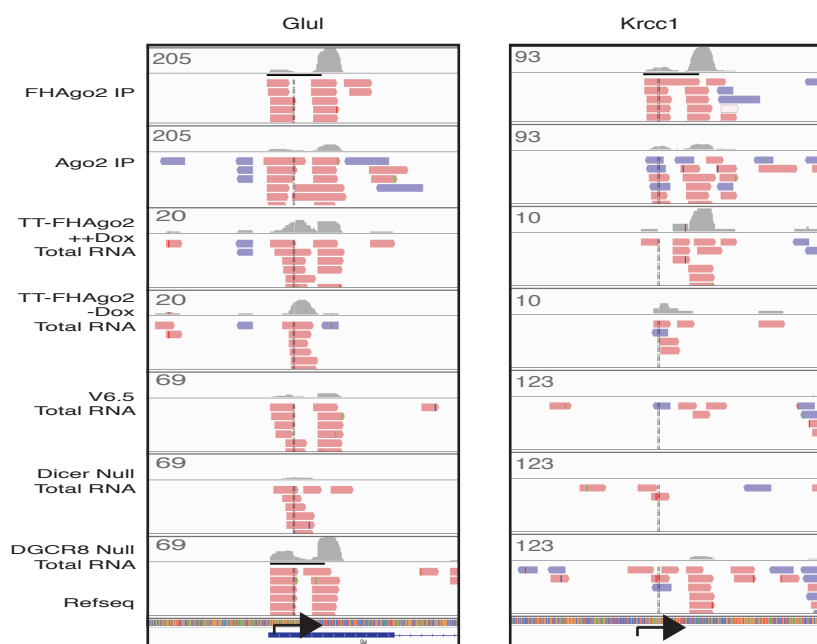 Glul Krcc1
205 93
FHAgo2 IP
205 93
Ago2 IP
TT-FHAgo2 20 10
++Dox
Total RNA
TT-FHAgo2 20 10
-Dox
Total RNA
69 123
V6.5
Total RNA
69 123
Dicer Null
Total RNA
DGCR8 Null 69 123
Total RNA
Refseq